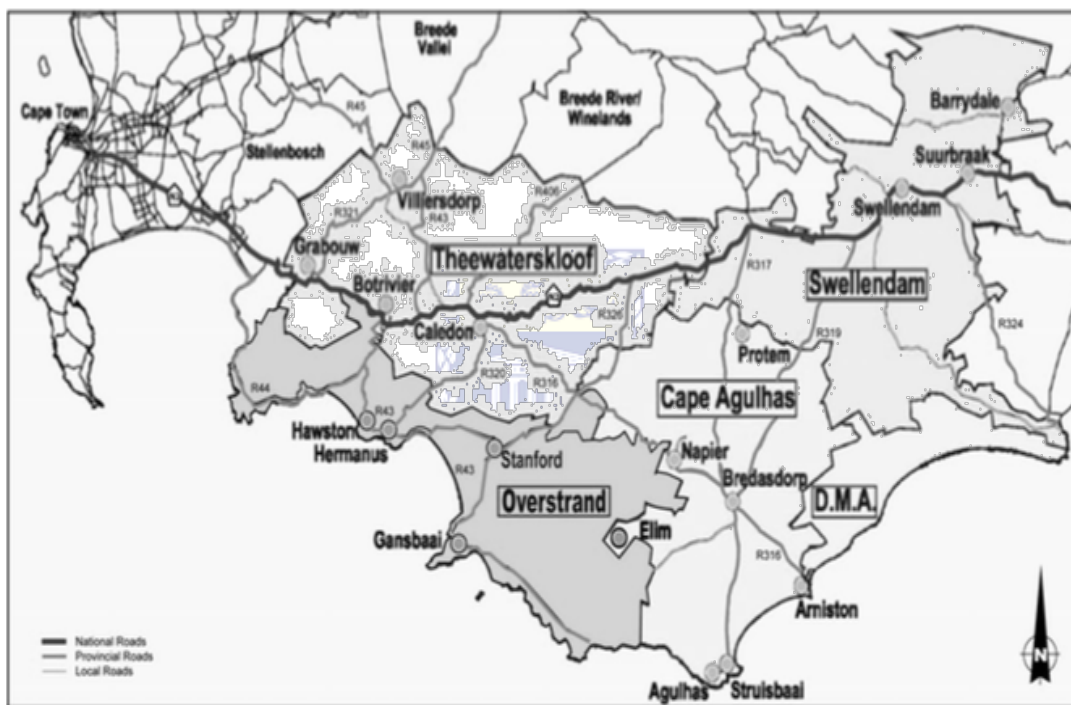 Breede
Vallei
Cape Town
R45
Breede River/
Winelands
Barrydale
Stellenbosch
R45
Suurbraak
Villiersdorp
R406
Swellendam
R321
R43
Grabouw
Theewaterskloof
R317
Swellendam
Botrivier
R326
Caledon
Protem
R319
R324
R320
R316
R44
Cape Agulhas
Hawston
R43
Hermanus
Stanford
Napier
R43
Bredasdorp
Overstrand
D.M.A.
Gansbaai
Elim
R316
Arniston
National Roads
Provincial Roads
Local Roads
N
Agulhas
Struisbaai